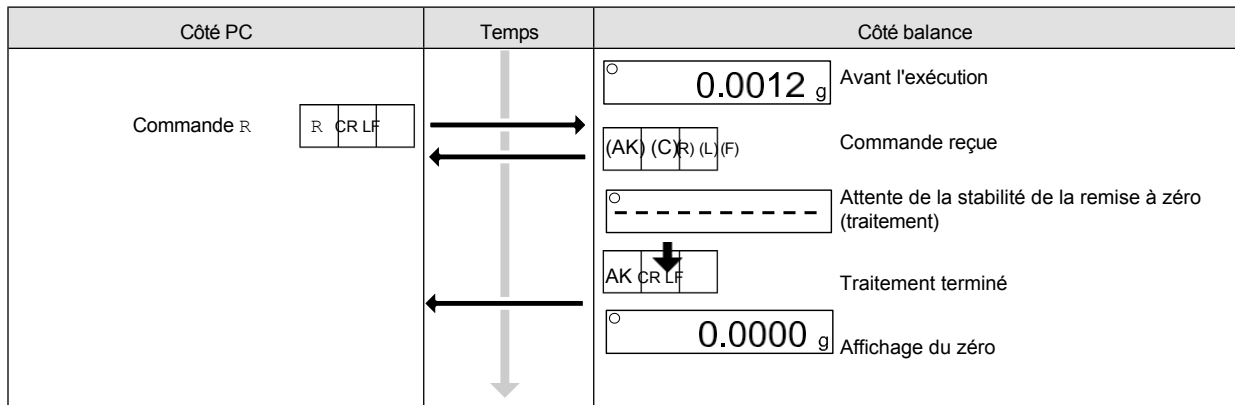 Côté PC Temps Côté balance
0.0012 g Avant l'exécution
Commande R R CR LF
(AK) (C)R) (L)(F) Commande reçue
Attente de la stabilité de la remise à zéro
(traitement)
AK CR LF Traitement terminé
0.0000 g Affichage du zéro